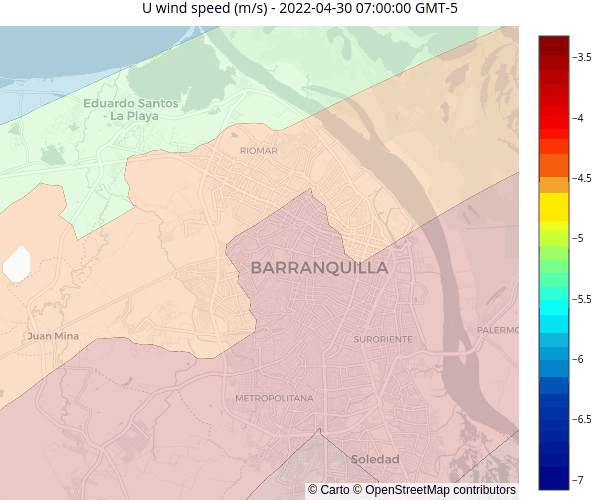 U wind speed (m/s) - 2022-04-30 07:00:00 GMT-5
Eduardo Santos
- La Playa
RIOMAR
BARRANQUILLA
Juan Mina
SURORIENTE
PALERMO
METROPOLITANA
Soledad
© Carto © OpenStreetMap contributors
−3.5
−4
−4.5
−5
−5.5
−6
−6.5
−7